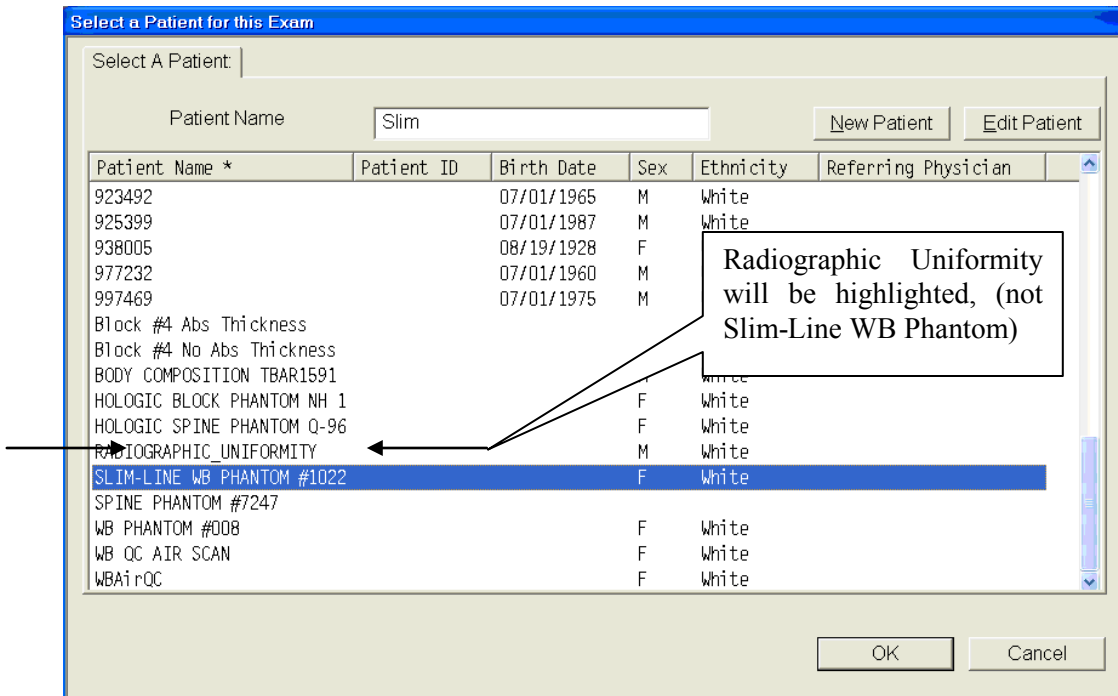 Select a Patient for this Exam
Select A Patient:
Patient Name Slim New Patient Edit Patient
Patient Name * Patient ID Birth Date Sex Ethnicity Referring Physician
923492 07/01/1965 M White
925399 07/01/1987 M White
938005 08/19/1928 F
977232 07/01/1960 M
997469 07/01/1975 M
Radiographic Uniformity
will be highlighted, (not
Slim-Line WB Phantom)
Block #4 Abs Thickness
Block #4 No Abs Thickness
BODY COMPOSITION TBAR1591
HOLOGIC BLOCK PHANTOM NH 1 F White
HOLOGIC SPINE PHANTOM Q-96 F White
RADIOGRAPHIC_UNIFORMITY M White
SLIM-LINE WB PHANTOM #1022 F White
SPINE PHANTOM #7247
WB PHANTOM #008 F White
WB QC AIR SCAN F White
WBAirQC F White
OK Cancel